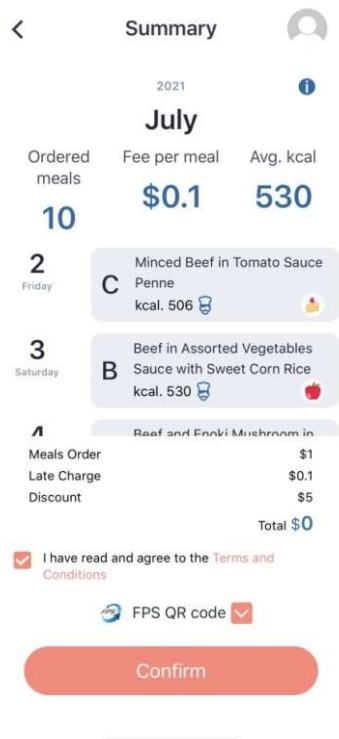 Summary
2021
July
Ordered meals
10
Fee per meal
$0.1
Avg. kcal
530
2
Friday
C
Minced Beef in Tomato Sauce
Penne
kcal. 506
3
Saturday
B
Beef in Assorted Vegetables
Sauce with Sweet Corn Rice
kcal. 530
4
Beef and Enoki Mushroom in
Meals Order $1
Late Charge $0.1
Discount $5
Total $0
I have read and agree to the Terms and
Conditions
FPS QR code
Confirm